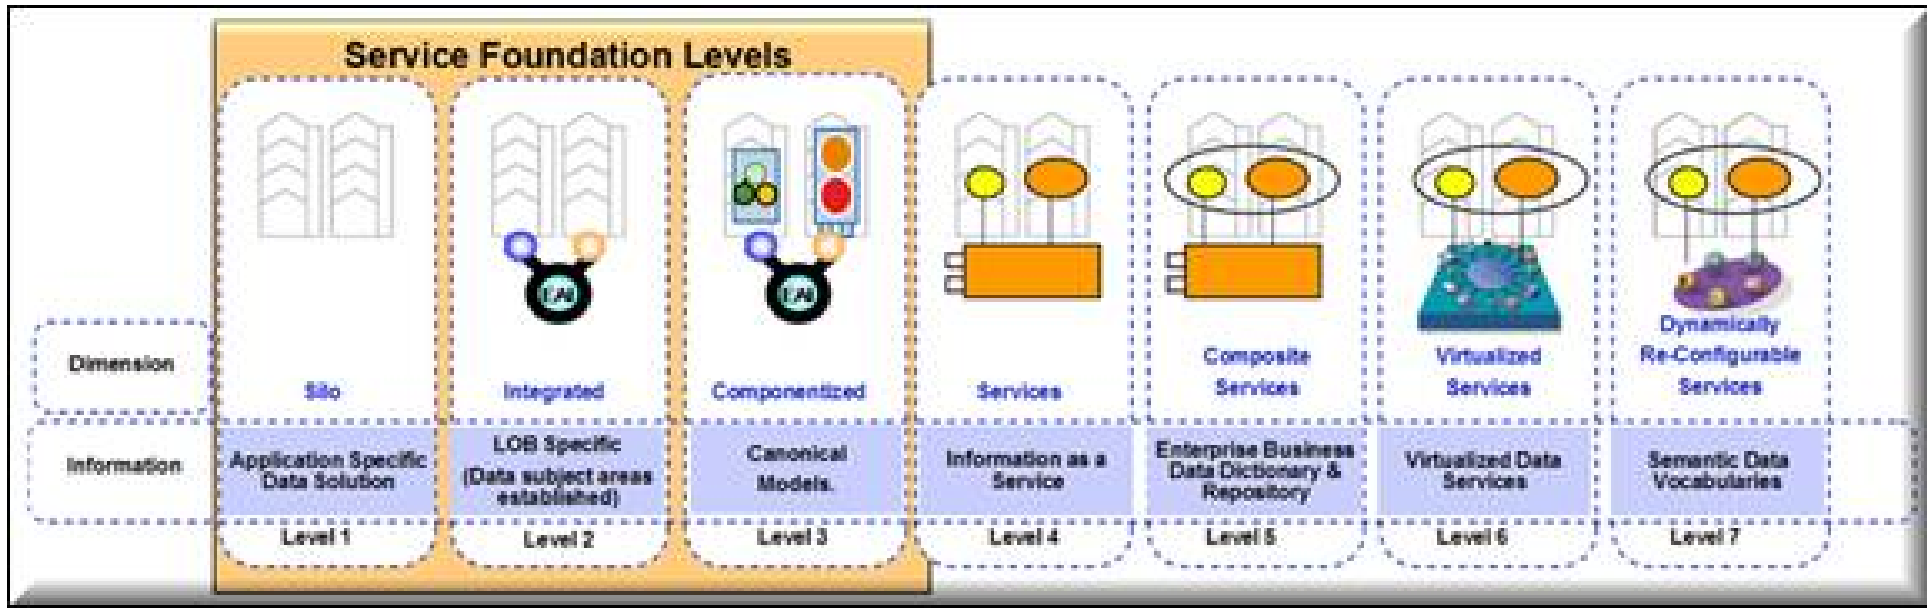 Service Foundation Levels
Dimension
Silo
Integrated
Componentized
Services
Composite
Services
Virtualized
Services
Dynamically
Re-Configurable
Services
Information
Application Specific
Data Solution
LOB Specific
(Data subject areas
established)
Canonical
Models.
Information as a
Service
Enterprise Business
Data Dictionary &
Repository
Virtualized Data
Services
Semantic Data
Vocabularies
Level 1
Level 2
Level 3
Level 4
Level 5
Level 6
Level 7